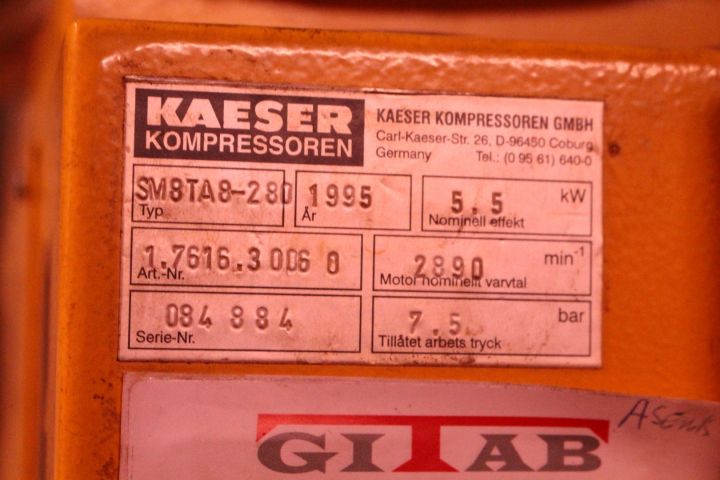 KAESER
KOMPRESSOREN
KAESER KOMPRESSOREN GMBH
Carl-Kaeser-Str. 26, D-96450 Coburg
Germany Tel.: (0 95 61) 640-0
SM8TA8-280 1995 5.5 kW
Typ År Nominell effekt
1.7616.3 006 0 2890 min-1
Art.-Nr. Motor nominellt varvtal
084 884 7.5 bar
Serie-Nr. Tillåtet arbets tryck
GITAB